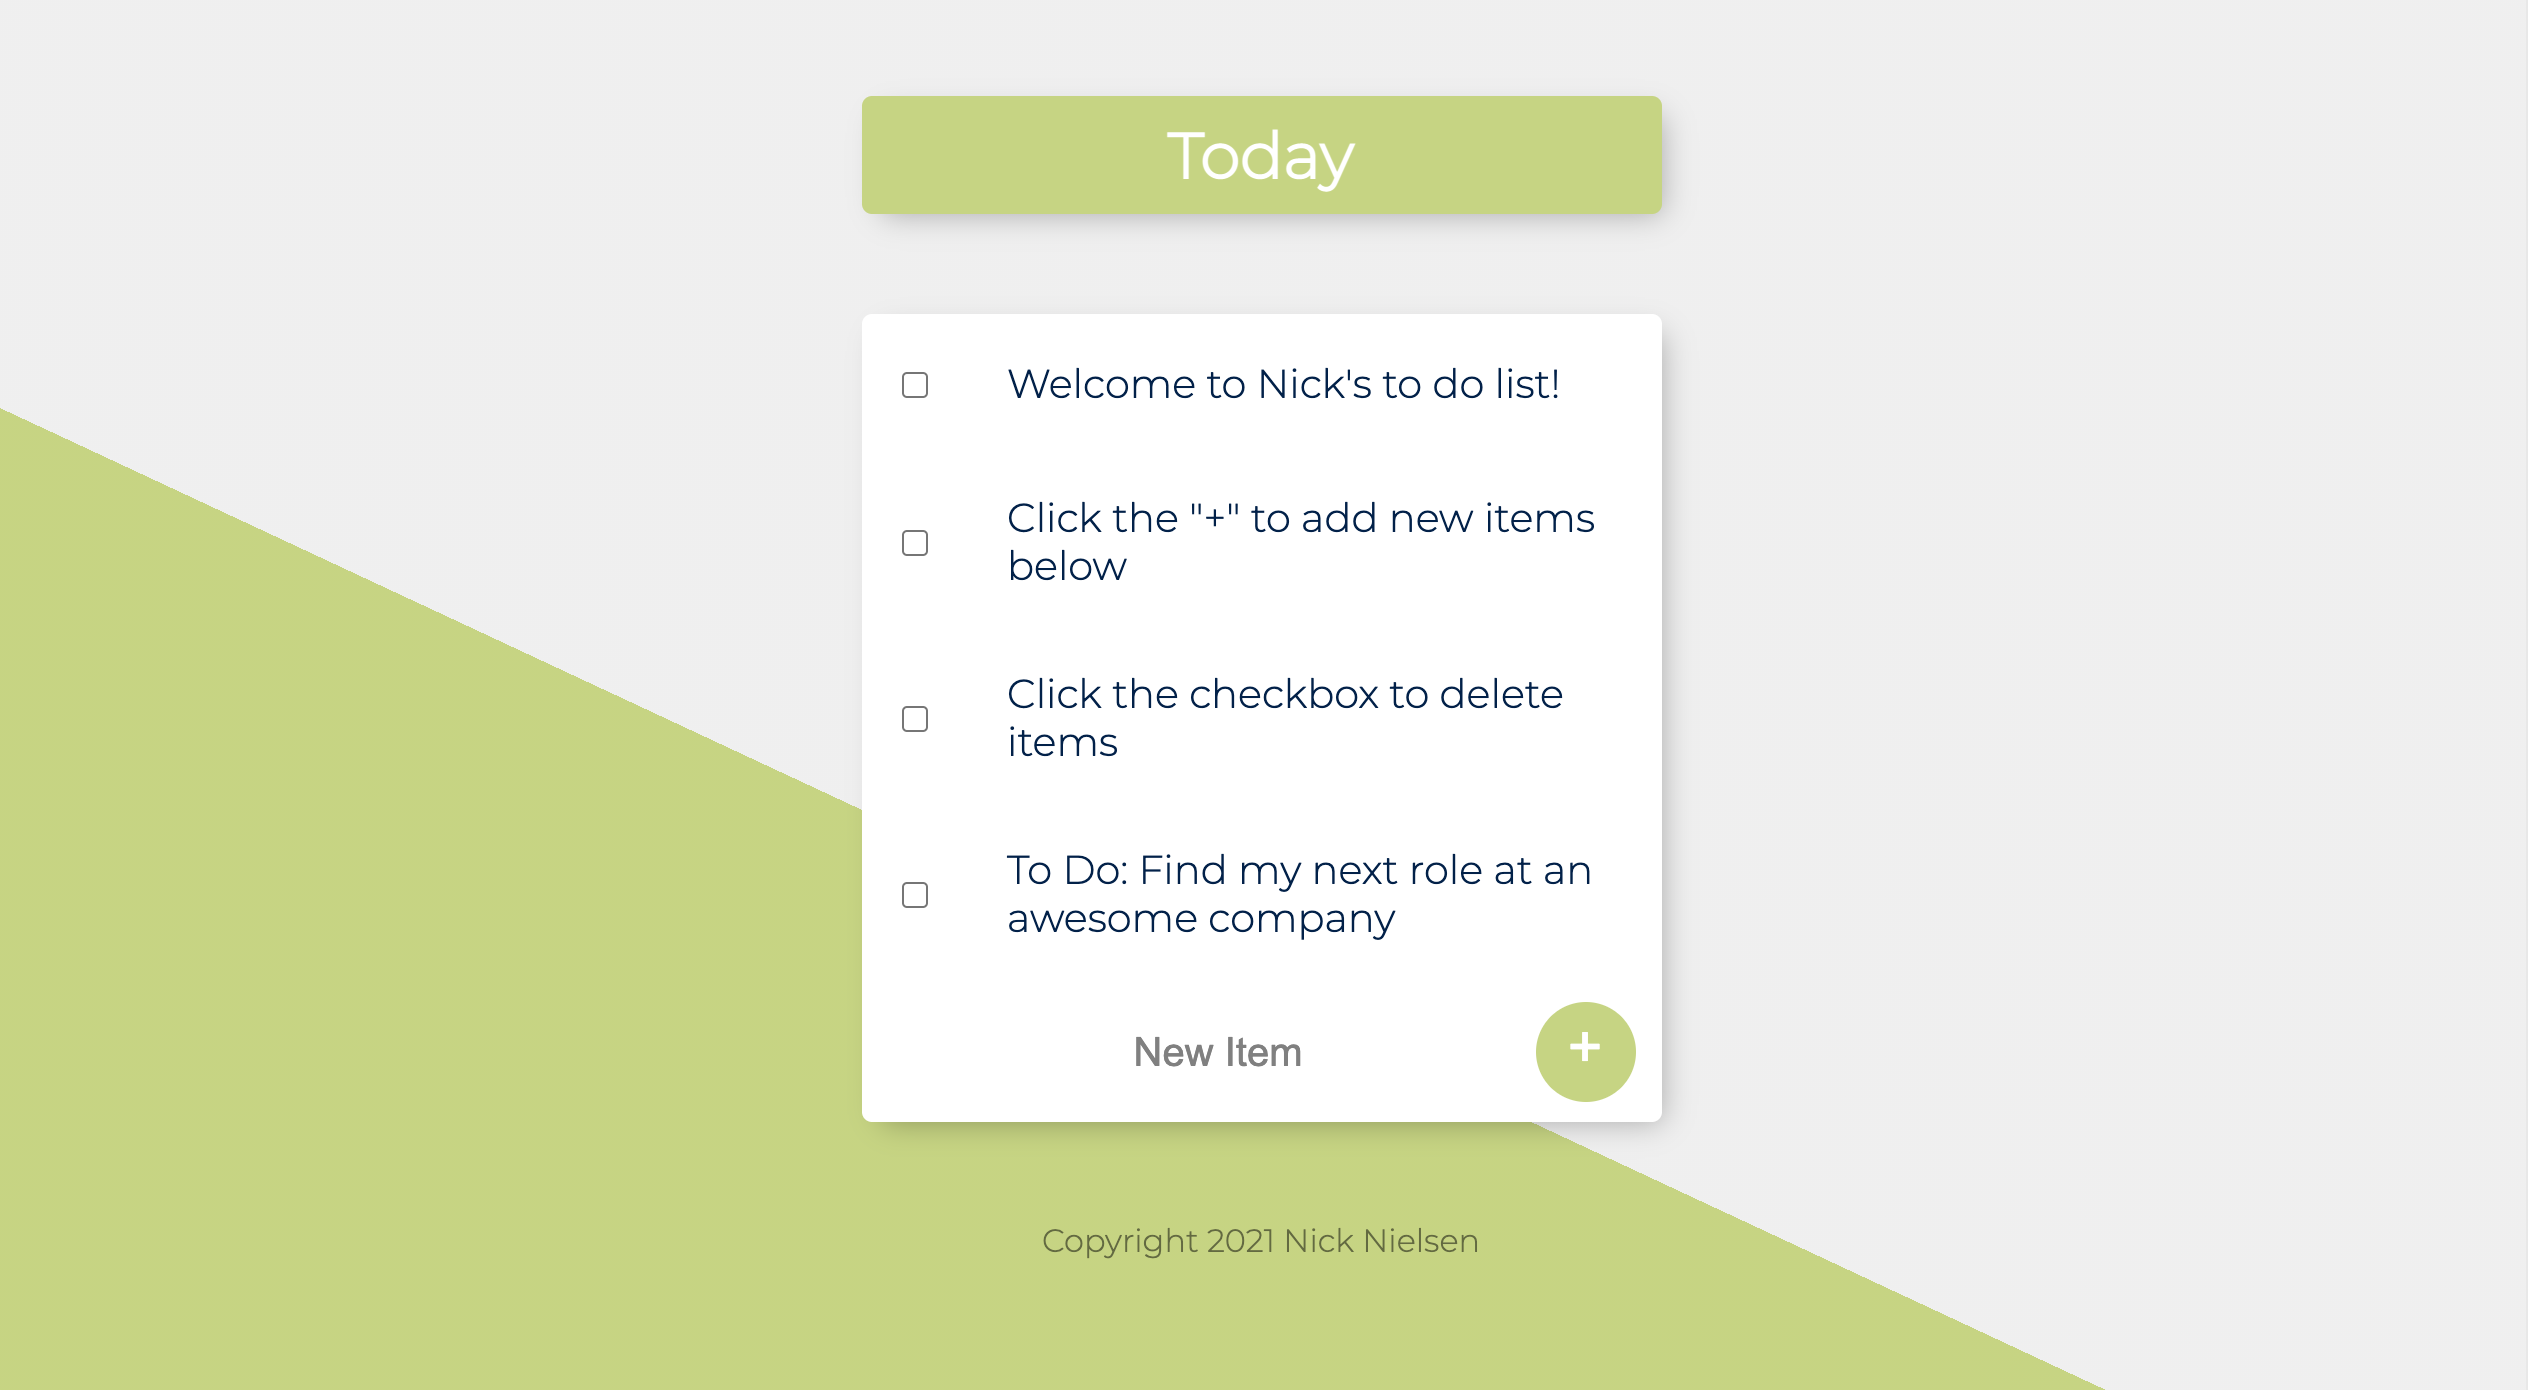 Today
Welcome to Nick's to do list!
Click the "+" to add new items
below
Click the checkbox to delete
items
To Do: Find my next role at an
awesome company
New Item
+
Copyright 2021 Nick Nielsen